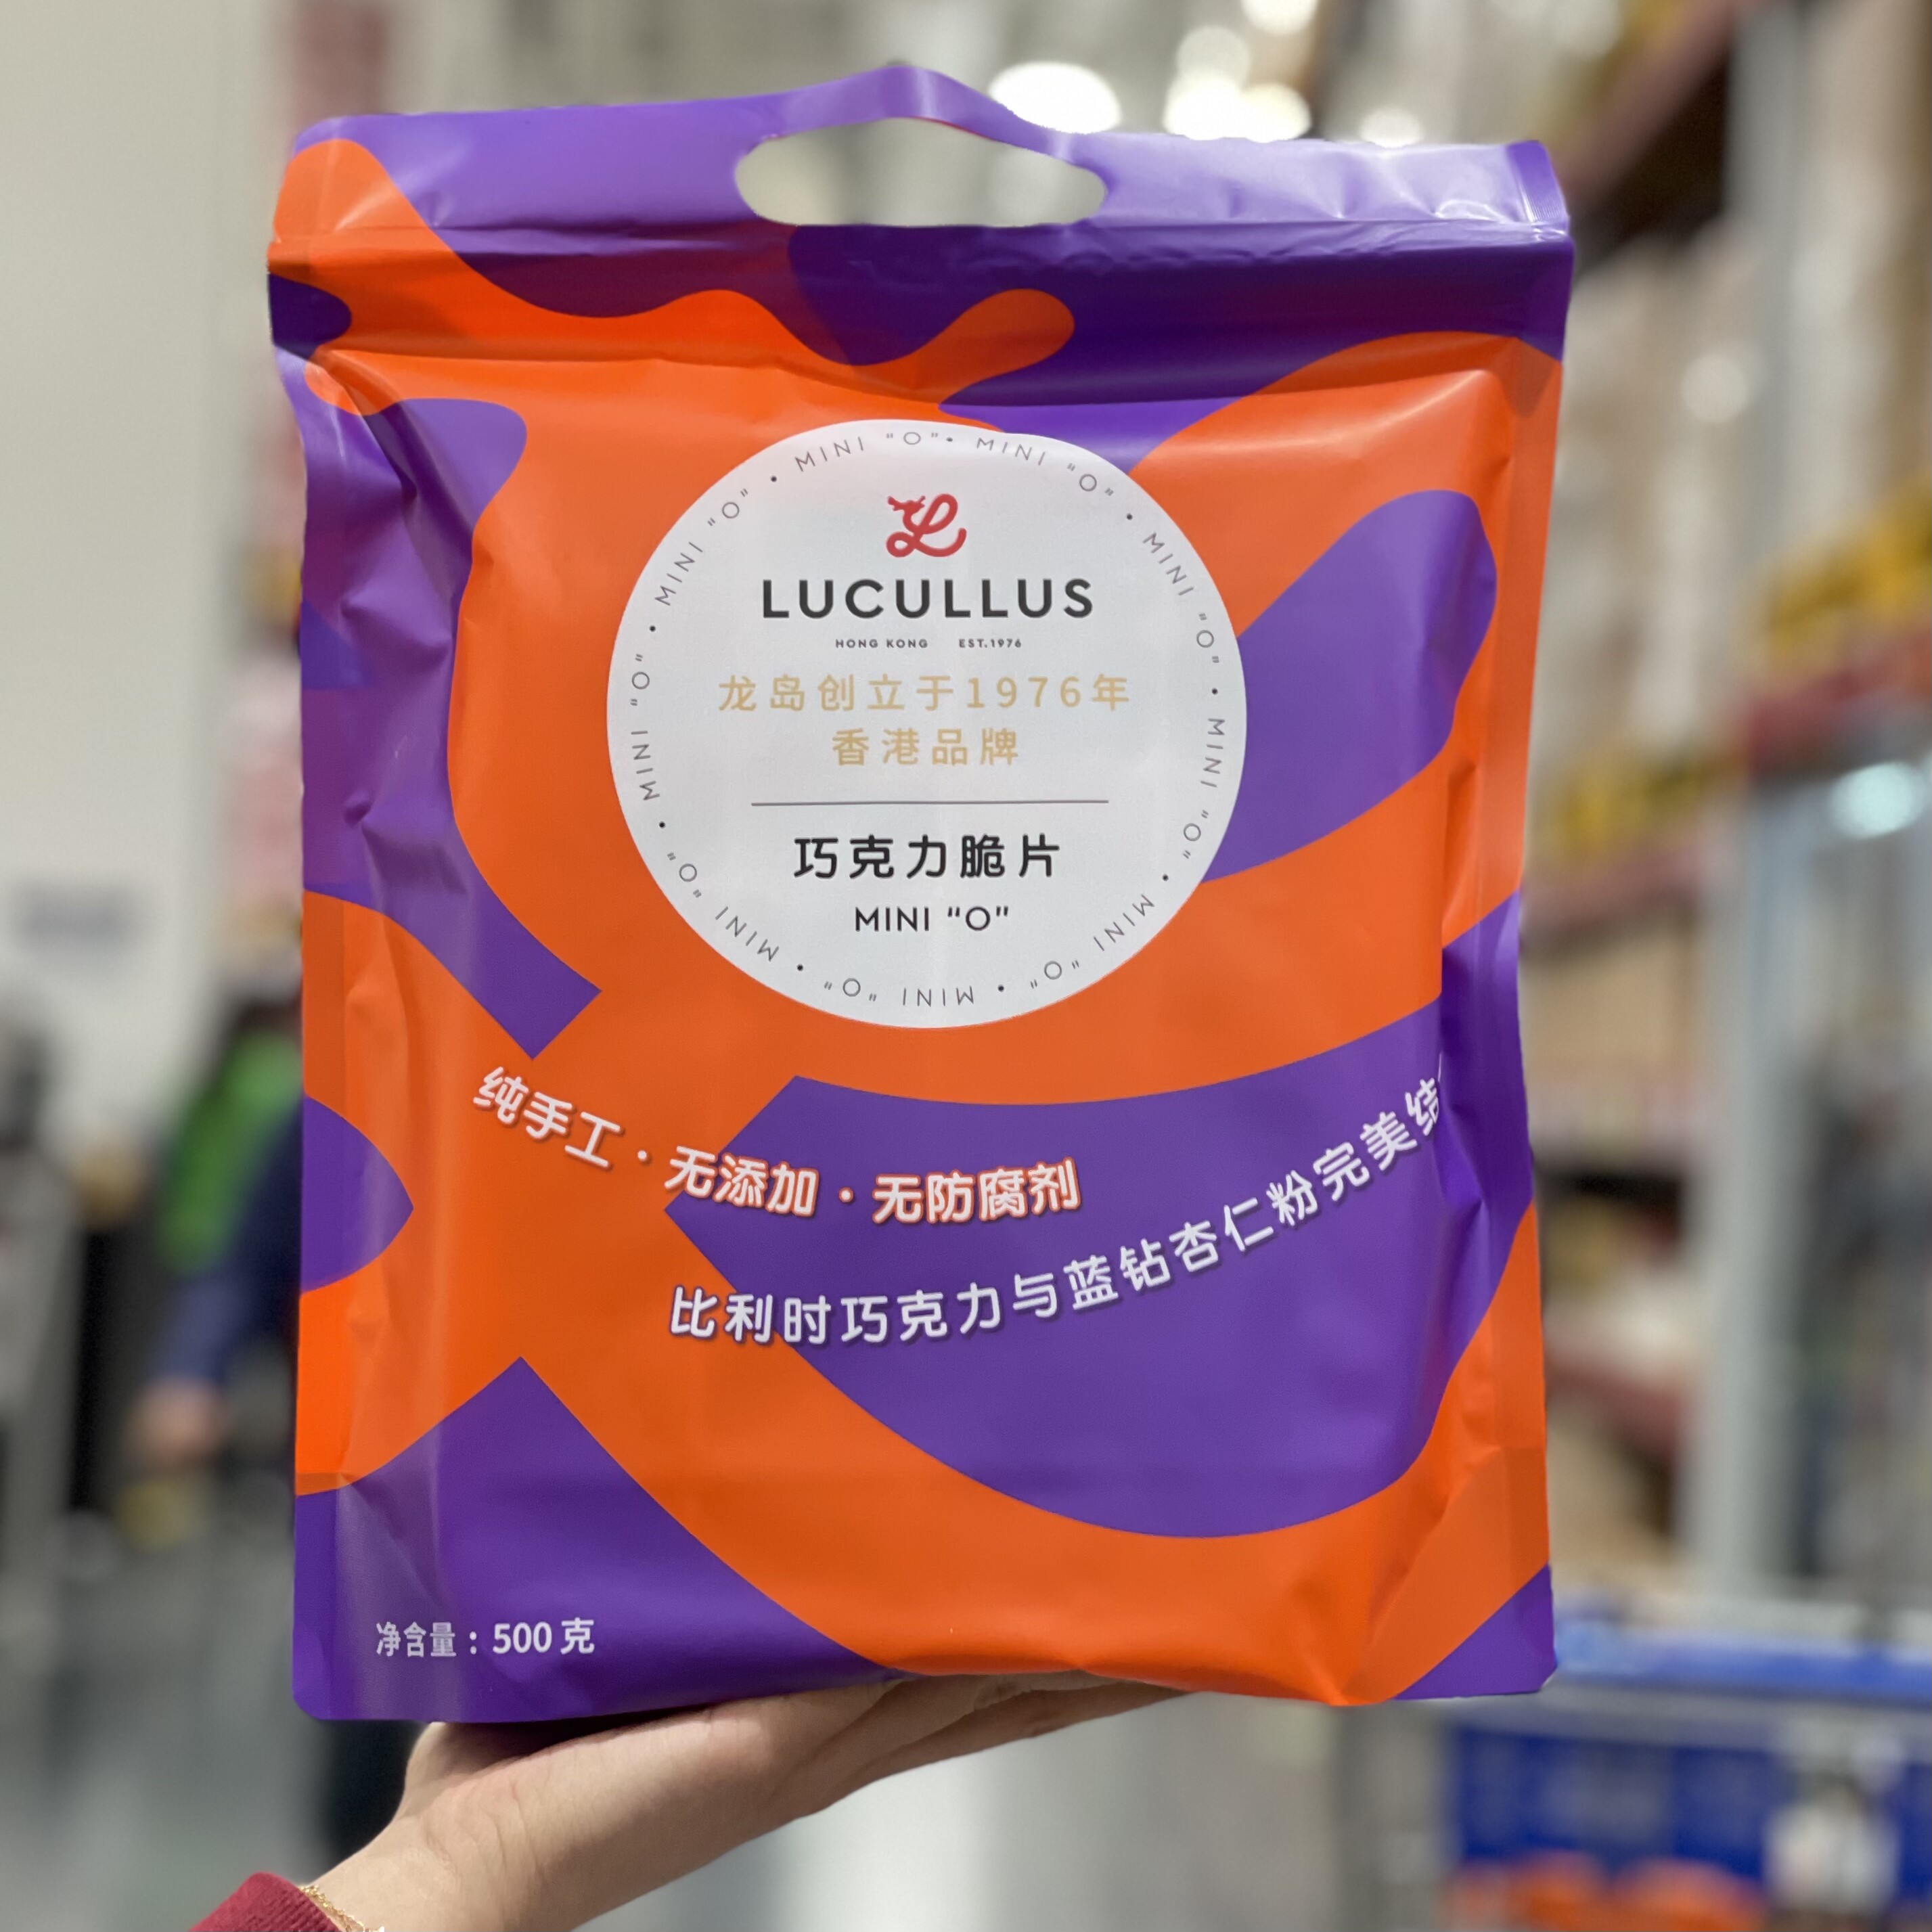 MINI "O" • MINI "O" • MINI "O" • MINI "O" • MINI "O" • MINI "O" • MINI "O" • MINI "O" • MINI "O" •
LUCULLUS
HONG KONG EST.1976
龙岛创立于1976年
香港品牌
巧克力脆片
MINI "O"
纯手工·无添加·无防腐剂
比利时巧克力与蓝钻杏仁粉完美结
净含量：500克